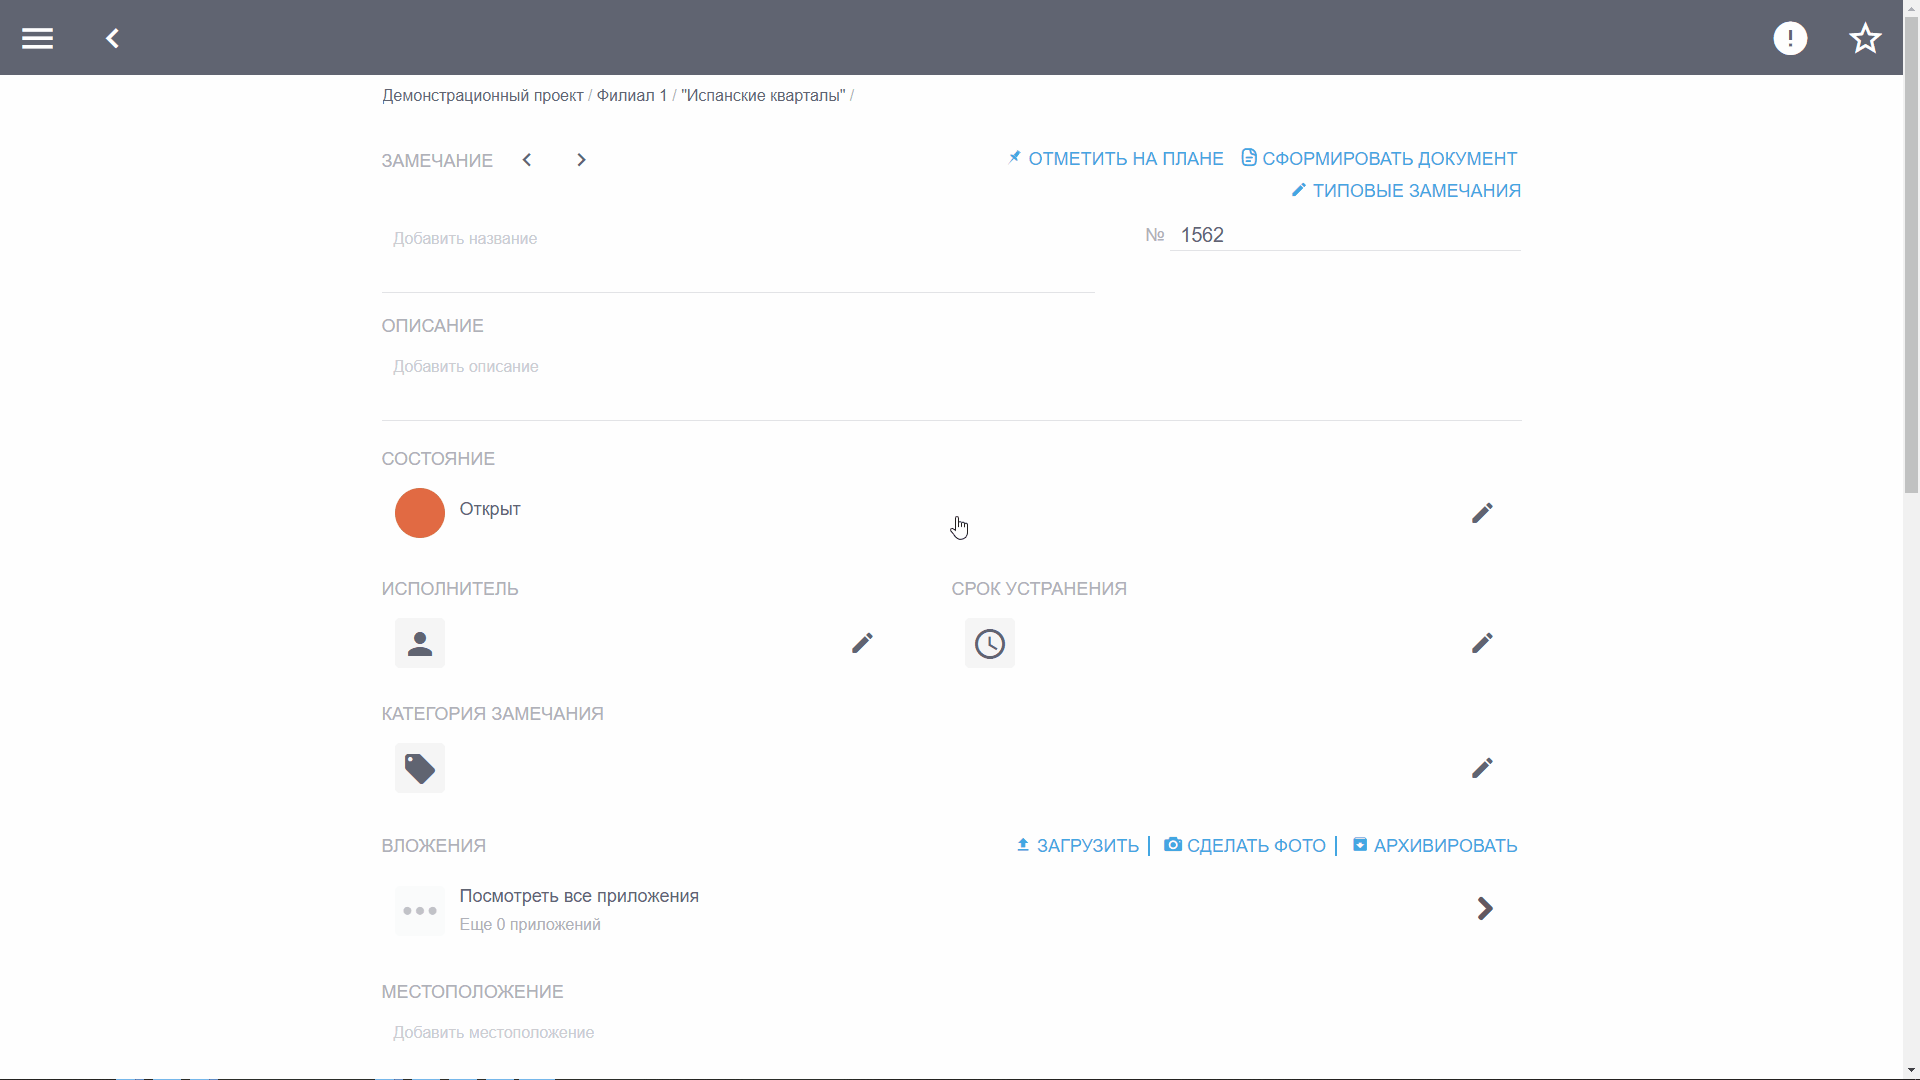 Демонстрационный проект / Филиал 1 / "Испанские кварталы" /
ЗАМЕЧАНИЕ
ОТМЕТИТЬ НА ПЛАНЕ СФОРМИРОВАТЬ ДОКУМЕНТ
ТИПОВЫЕ ЗАМЕЧАНИЯ
Добавить название
№ 1562
ОПИСАНИЕ
Добавить описание
СОСТОЯНИЕ
Открыт
ИСПОЛНИТЕЛЬ СРОК УСТРАНЕНИЯ
КАТЕГОРИЯ ЗАМЕЧАНИЯ
ВЛОЖЕНИЯ ЗАГРУЗИТЬ | СДЕЛАТЬ ФОТО | АРХИВИРОВАТЬ
Посмотреть все приложения
Еще 0 приложений
МЕСТОПОЛОЖЕНИЕ
Добавить местоположение